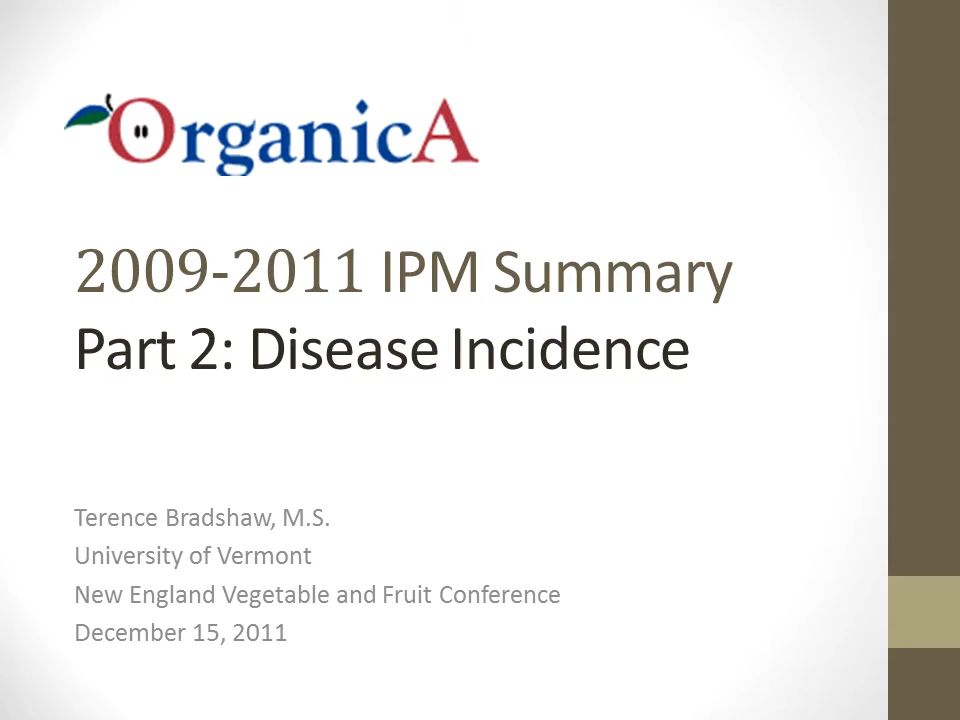 OrganicA
2009-2011 IPM Summary
Part 2: Disease Incidence
Terence Bradshaw, M.S.
University of Vermont
New England Vegetable and Fruit Conference
December 15, 2011